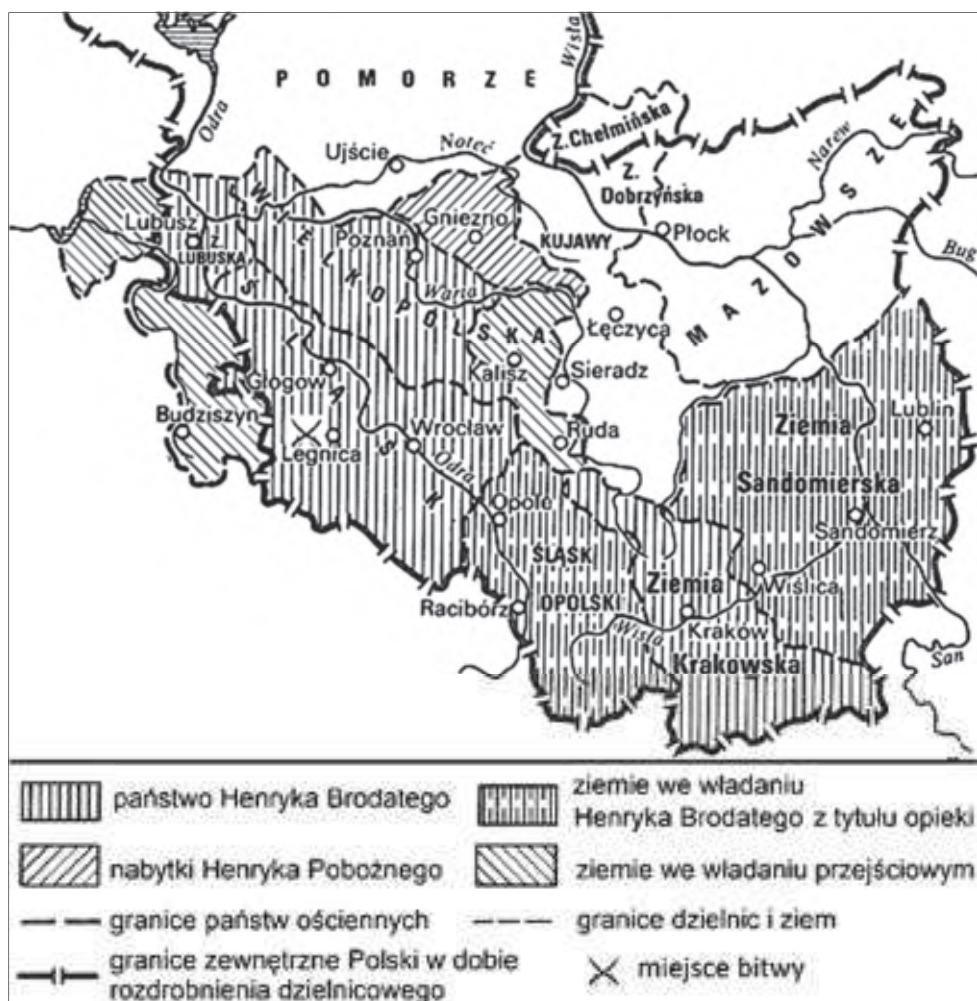 POMORZE
Wisła
Odra
Z. Chełmińska
Ujście
Noteć
Narew
Z.
Dobrzyńska
MAZOWSZE
Lubusz
Z
LUBUSKA
WIELKOPOLSKA
Gniezno
Poznań
KUJAWY
Płock
Bug
Warta
Łęczyca
ŚLĄSK
Kalisz
Sieradz
Głogow
Budziszyn
Legnica
Wrocław
Ruda
Lublin
Ziemia
Sandomierska
Odra
Opole
Sandomierz
ŚLĄSK
OPOLSKI
Ziemia
Krakowska
Wiślica
Racibórz
Wisła
Kraków
San
państwo Henryka Brodatego
ziemie we władaniu
Henryka Brodatego z tytułu opieki
nabytki Henryka Pobożnego
ziemie we władaniu przejściowym
granice państw ościennych
granice dzielnic i ziem
granice zewnętrzne Polski w dobie
rozdrobnienia dzielnicowego
miejsce bitwy